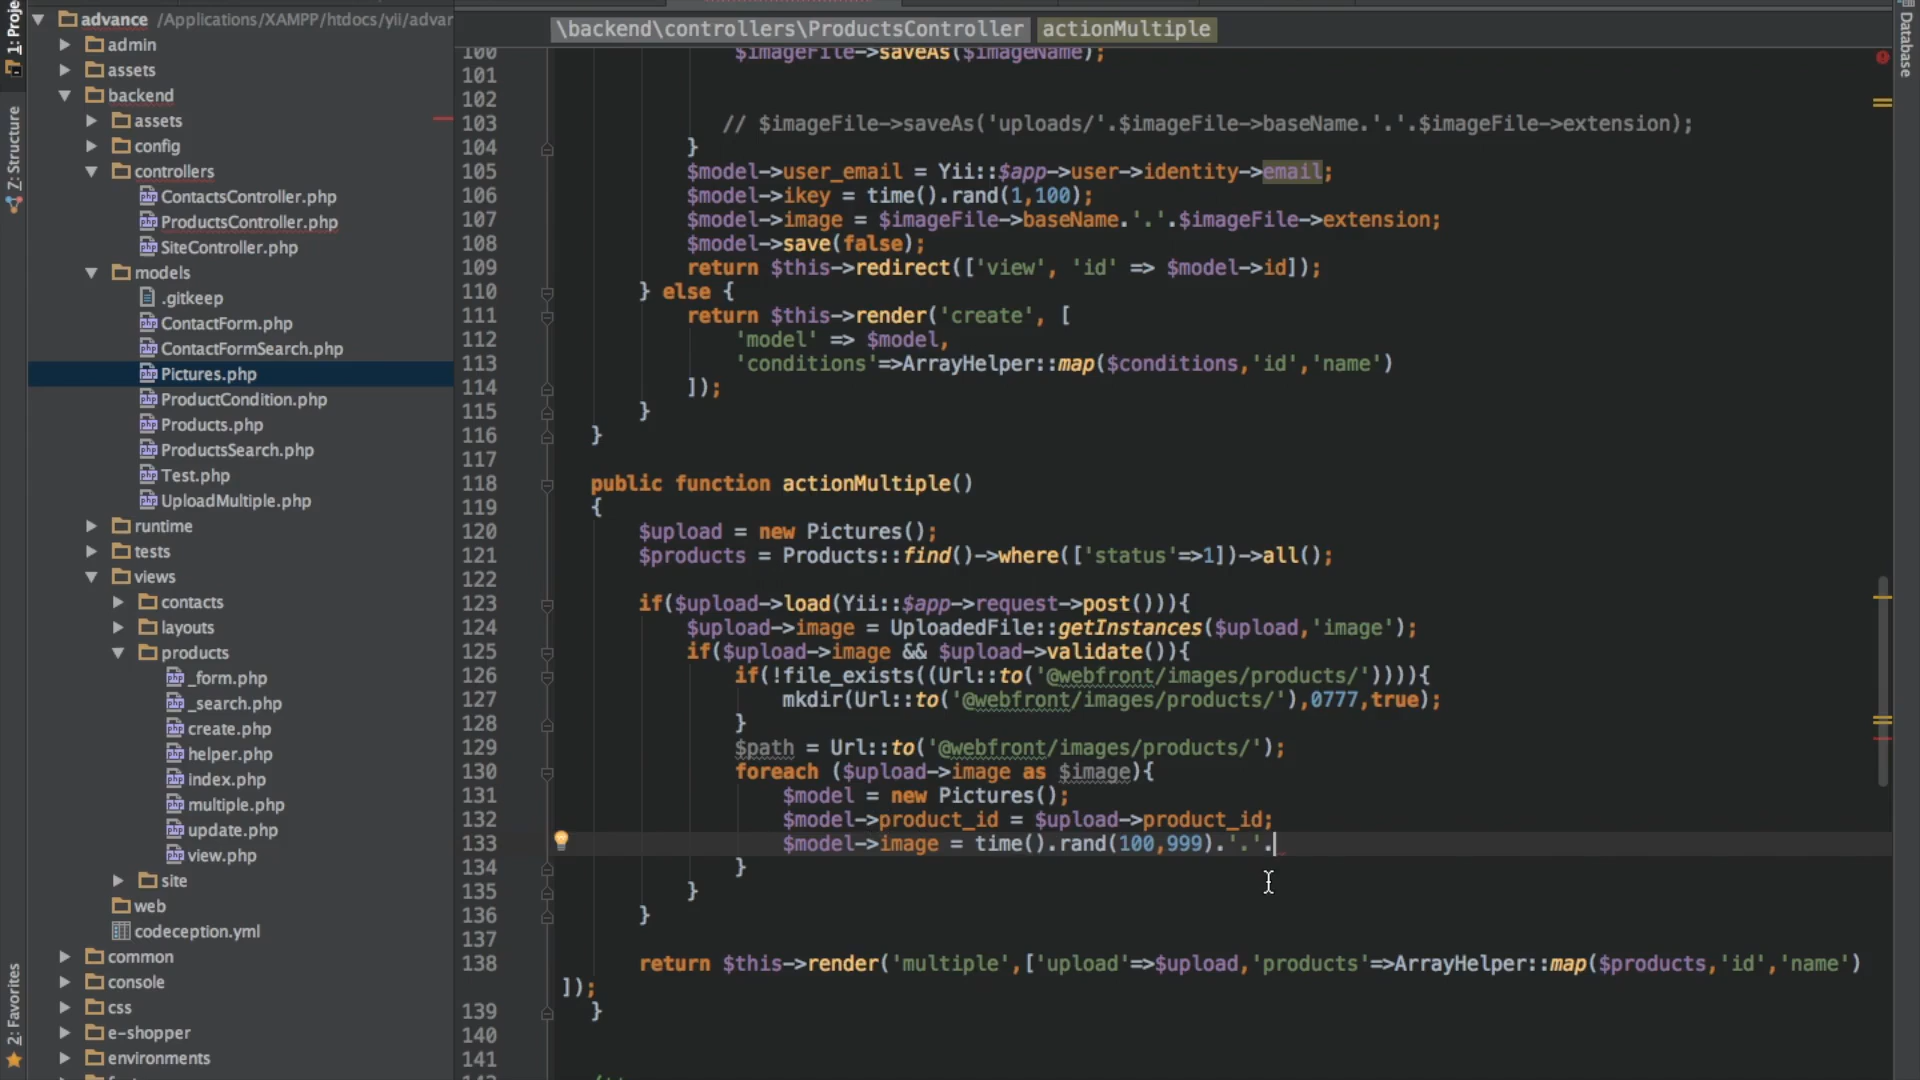 1: Proje
Z: Structure
2: Favorites
advance /Applications/XAMPP/htdocs/yii/advar
admin
assets
backend
assets
config
controllers
ContactsController.php
ProductsController.php
SiteController.php
models
.gitkeep
ContactForm.php
ContactFormSearch.php
Pictures.php
ProductCondition.php
Products.php
ProductsSearch.php
Test.php
UploadMultiple.php
runtime
tests
views
contacts
layouts
products
_form.php
_search.php
create.php
helper.php
index.php
multiple.php
update.php
view.php
site
web
codeception.yml
common
console
css
e-shopper
environments
\backend\controllers\ProductsController actionMultiple
100 $imageFile->saveAs($imageName);
101
102
103 // $imageFile->saveAs('uploads/'.$imageFile->baseName.'.'.$imageFile->extension);
104 }
105 $model->user_email = Yii::$app->user->identity->email;
106 $model->ikey = time().rand(1,100);
107 $model->image = $imageFile->baseName.'.'.$imageFile->extension;
108 $model->save(false);
109 return $this->redirect(['view', 'id' => $model->id]);
110 } else {
111 return $this->render('create', [
112 'model' => $model,
113 'conditions'=>ArrayHelper::map($conditions,'id','name')
114 ]);
115 }
116 }
117
118 public function actionMultiple()
119 {
120 $upload = new Pictures();
121 $products = Products::find()->where(['status'=>1])->all();
122
123 if($upload->load(Yii::$app->request->post())){
124 $upload->image = UploadedFile::getInstances($upload,'image');
125 if($upload->image && $upload->validate()){
126 if(!file_exists((Url::to('@webfront/images/products/')))){
127 mkdir(Url::to('@webfront/images/products/'),0777,true);
128 }
129 $path = Url::to('@webfront/images/products/');
130 foreach ($upload->image as $image){
131 $model = new Pictures();
132 $model->product_id = $upload->product_id;
133 $model->image = time().rand(100,999).'.'.
134 }
135 }
136 }
137
138 return $this->render('multiple',['upload'=>$upload,'products'=>ArrayHelper::map($products,'id','name')
]);
139 }
140
141
Database